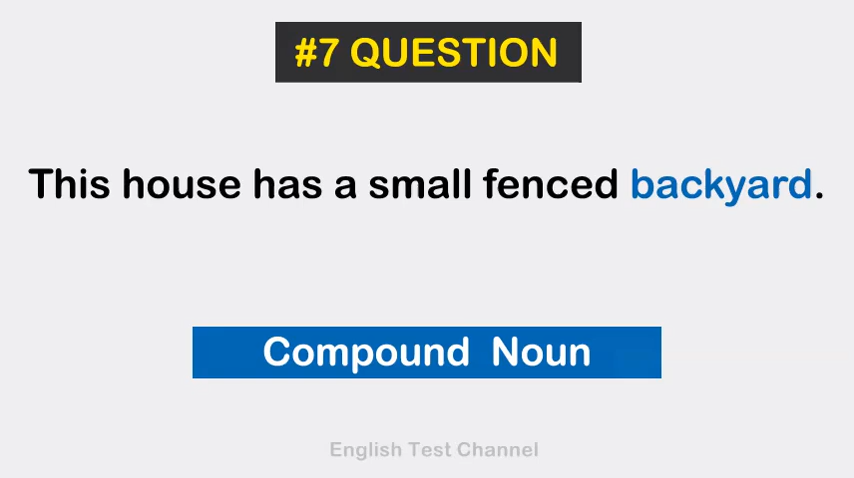 #7 QUESTION
This house has a small fenced backyard.
Compound Noun
English Test Channel